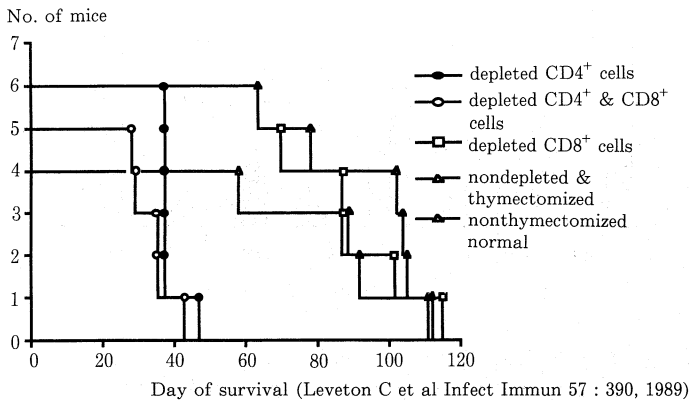 No. of mice
7
6
5
4
3
2
1
0
0 20 40 60 80 100 120
depleted CD4⁺ cells
depleted CD4⁺ & CD8⁺
cells
depleted CD8⁺ cells
nondepleted &
thymectomized
nonthymectomized
normal
Day of survival (Leveton C et al Infect Immun 57 : 390, 1989)